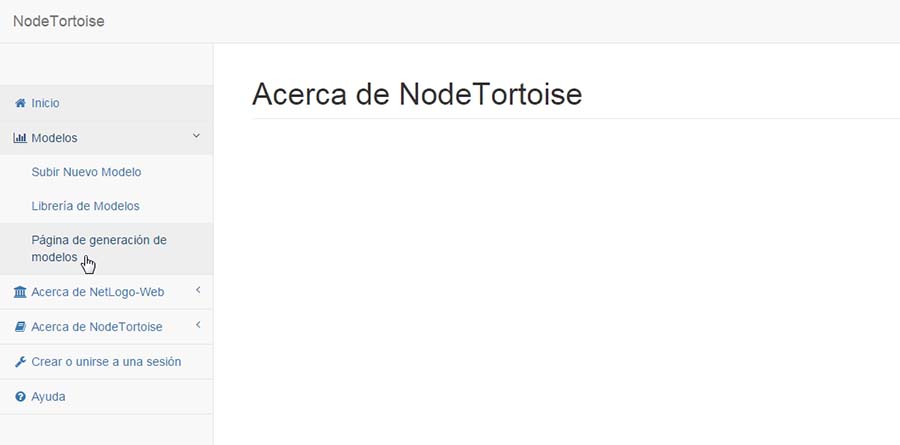 NodeTortoise
Inicio
Modelos
Subir Nuevo Modelo
Librería de Modelos
Página de generación de
modelos
Acerca de NetLogo-Web
Acerca de NodeTortoise
Crear o unirse a una sesión
Ayuda
Acerca de NodeTortoise